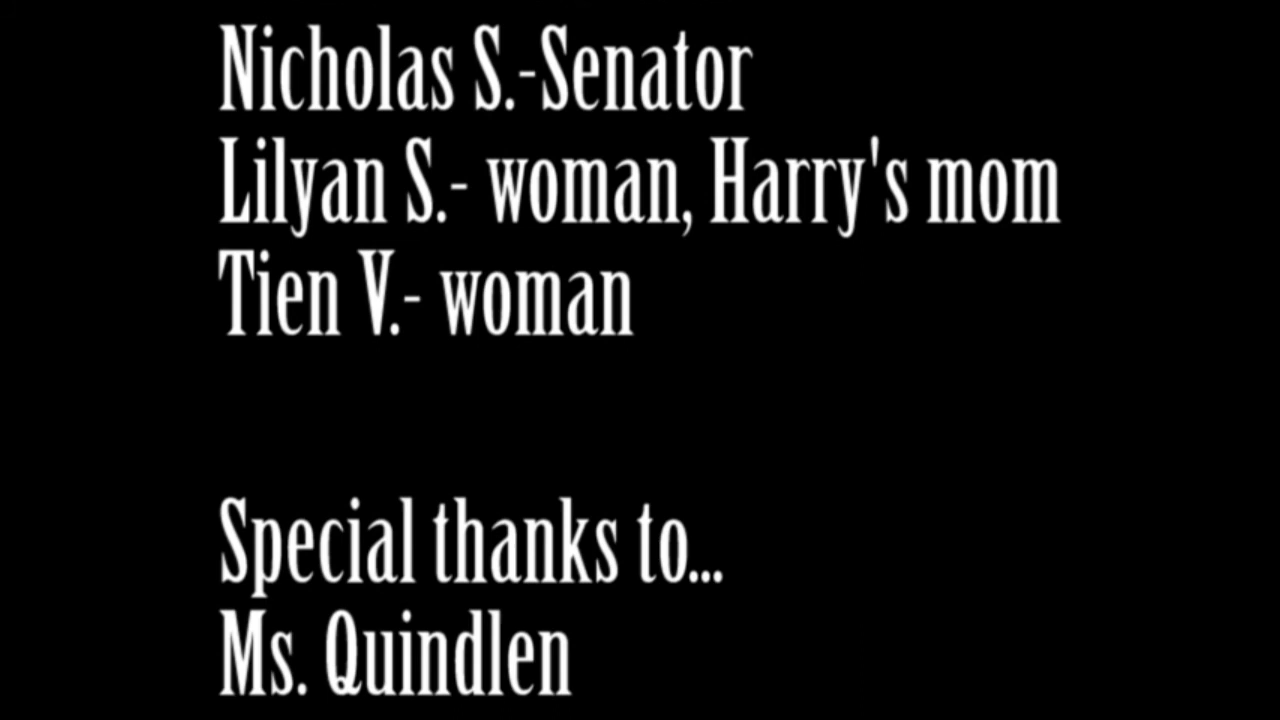 Nicholas S.-Senator
Lilyan S.- woman, Harry's mom
Tien V.- woman
Special thanks to...
Ms. Quindlen